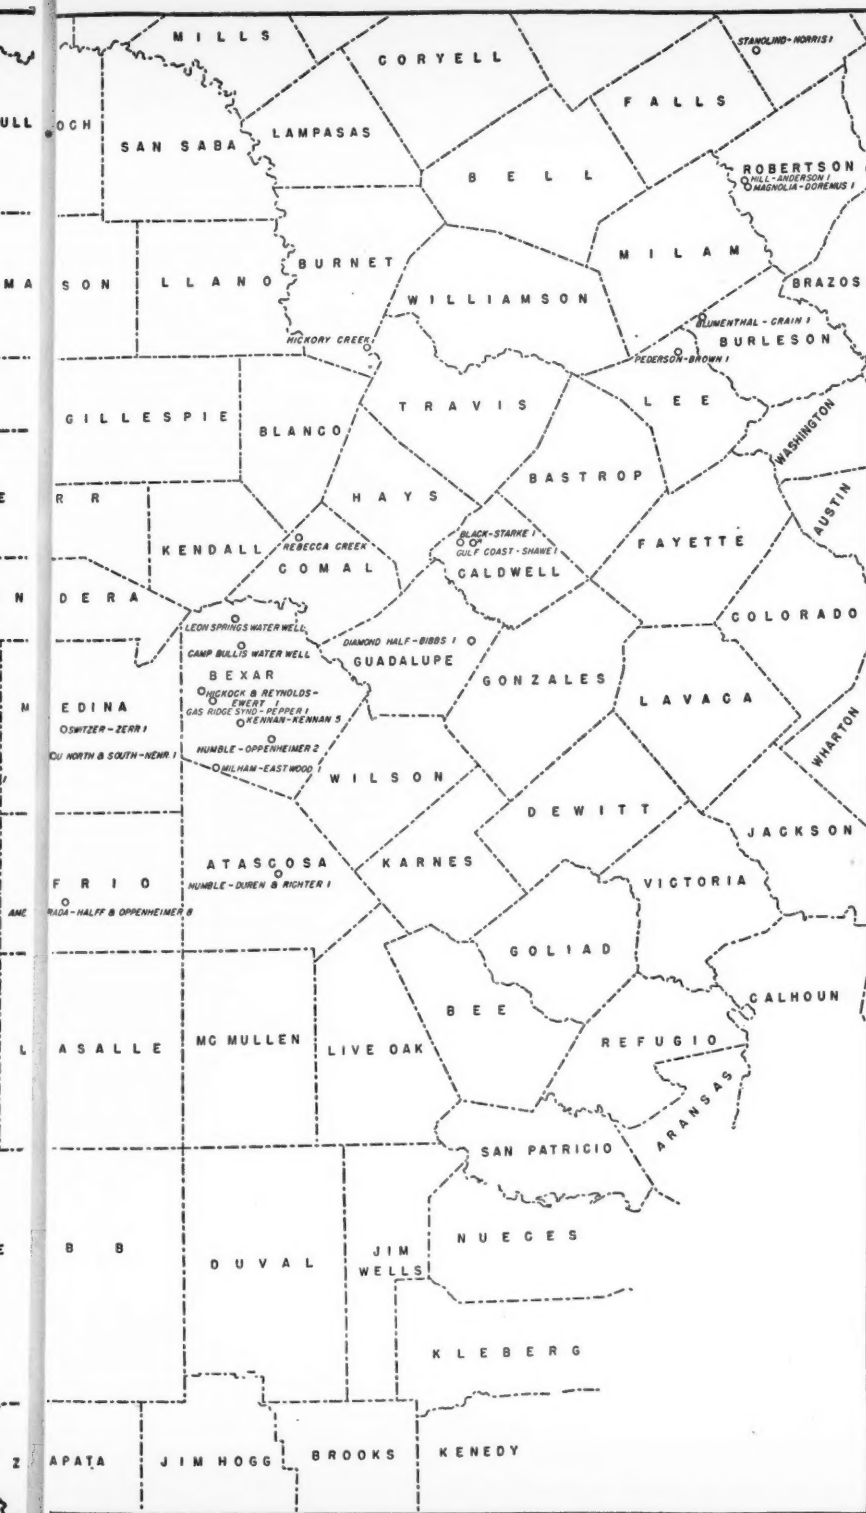 MILLS
CORYELL
STANOLIND-NORRIS 1
FALLS
ULL
OCH
SAN SABA
LAMPASAS
BELL
ROBERTSON
HILL-ANDERSON 1
MAGNOLIA-DOREMUS 1
MILAM
BURNET
MA
SON
LLANO
BRAZOS
WILLIAMSON
BLUMENTHAL-GRAIN 1
BURLESON
HICKORY CREEK
PEDERSON-BROWN 1
LEE
TRAVIS
GILLESPIE
BLANCO
WASHINGTON
BASTROP
HAYS
E
RR
AUSTIN
BLACK-STARKE 1
GULF COAST-SHAWE 1
FAYETTE
KENDALL
REBECCA CREEK
COMAL
CALDWELL
N
DERA
COLORADO
LEON SPRINGS WATER WELL
DIAMOND HALF-BIBBS 1
CAMP BULLIS WATER WELL
GUADALUPE
BEXAR
GONZALES
HICKOCK & REYNOLDS-
EWERT 1
LAVACA
M
EDINA
GAS RIDGE SYND-PEPPER 1
KENNAN-KENNAN 5
SWITZER-ZERR 1
WHARTON
HUMBLE-OPPENHEIMER 2
DU NORTH & SOUTH-NEHR 1
MILHAM-EASTWOOD 1
WILSON
DEWITT
JACKSON
ATASCOSA
KARNES
FRIO
HUMBLE-DUREN & RICHTER 1
VICTORIA
AME
RADA-HALFF & OPPENHEIMER 8
GOLIAD
CALHOUN
BEE
L
ASALLE
MC MULLEN
LIVE OAK
REFUGIO
ARANSAS
SAN PATRICIO
NUECES
E
BB
DUVAL
JIM
WELLS
KLEBERG
Z
APATA
JIM HOGG
BROOKS
KENEDY